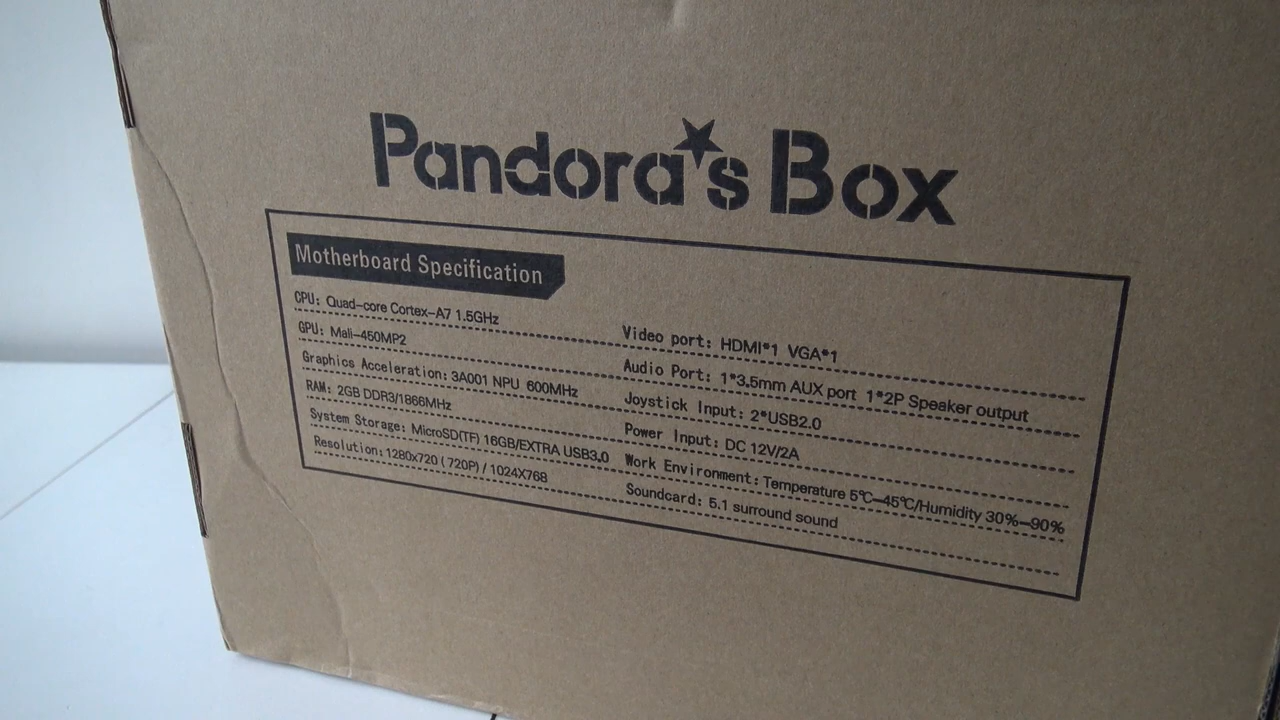 Pandora's Box
Motherboard Specification
CPU: Quad-core Cortex-A7 1.5GHz
GPU: Mali-450MP2
Graphics Acceleration: 3A001 NPU 600MHz
RAM: 2GB DDR3/1866MHz
System Storage: MicroSD(TF) 16GB/EXTRA USB3.0
Resolution: 1280x720 ( 720P) / 1024X768
Video port: HDMI*1 VGA*1
Audio Port: 1*3.5mm AUX port 1*2P Speaker output
Joystick Input: 2*USB2.0
Power Input: DC 12V/2A
Work Environment: Temperature 5℃—45℃/Humidity 30%—90%
Soundcard: 5.1 surround sound